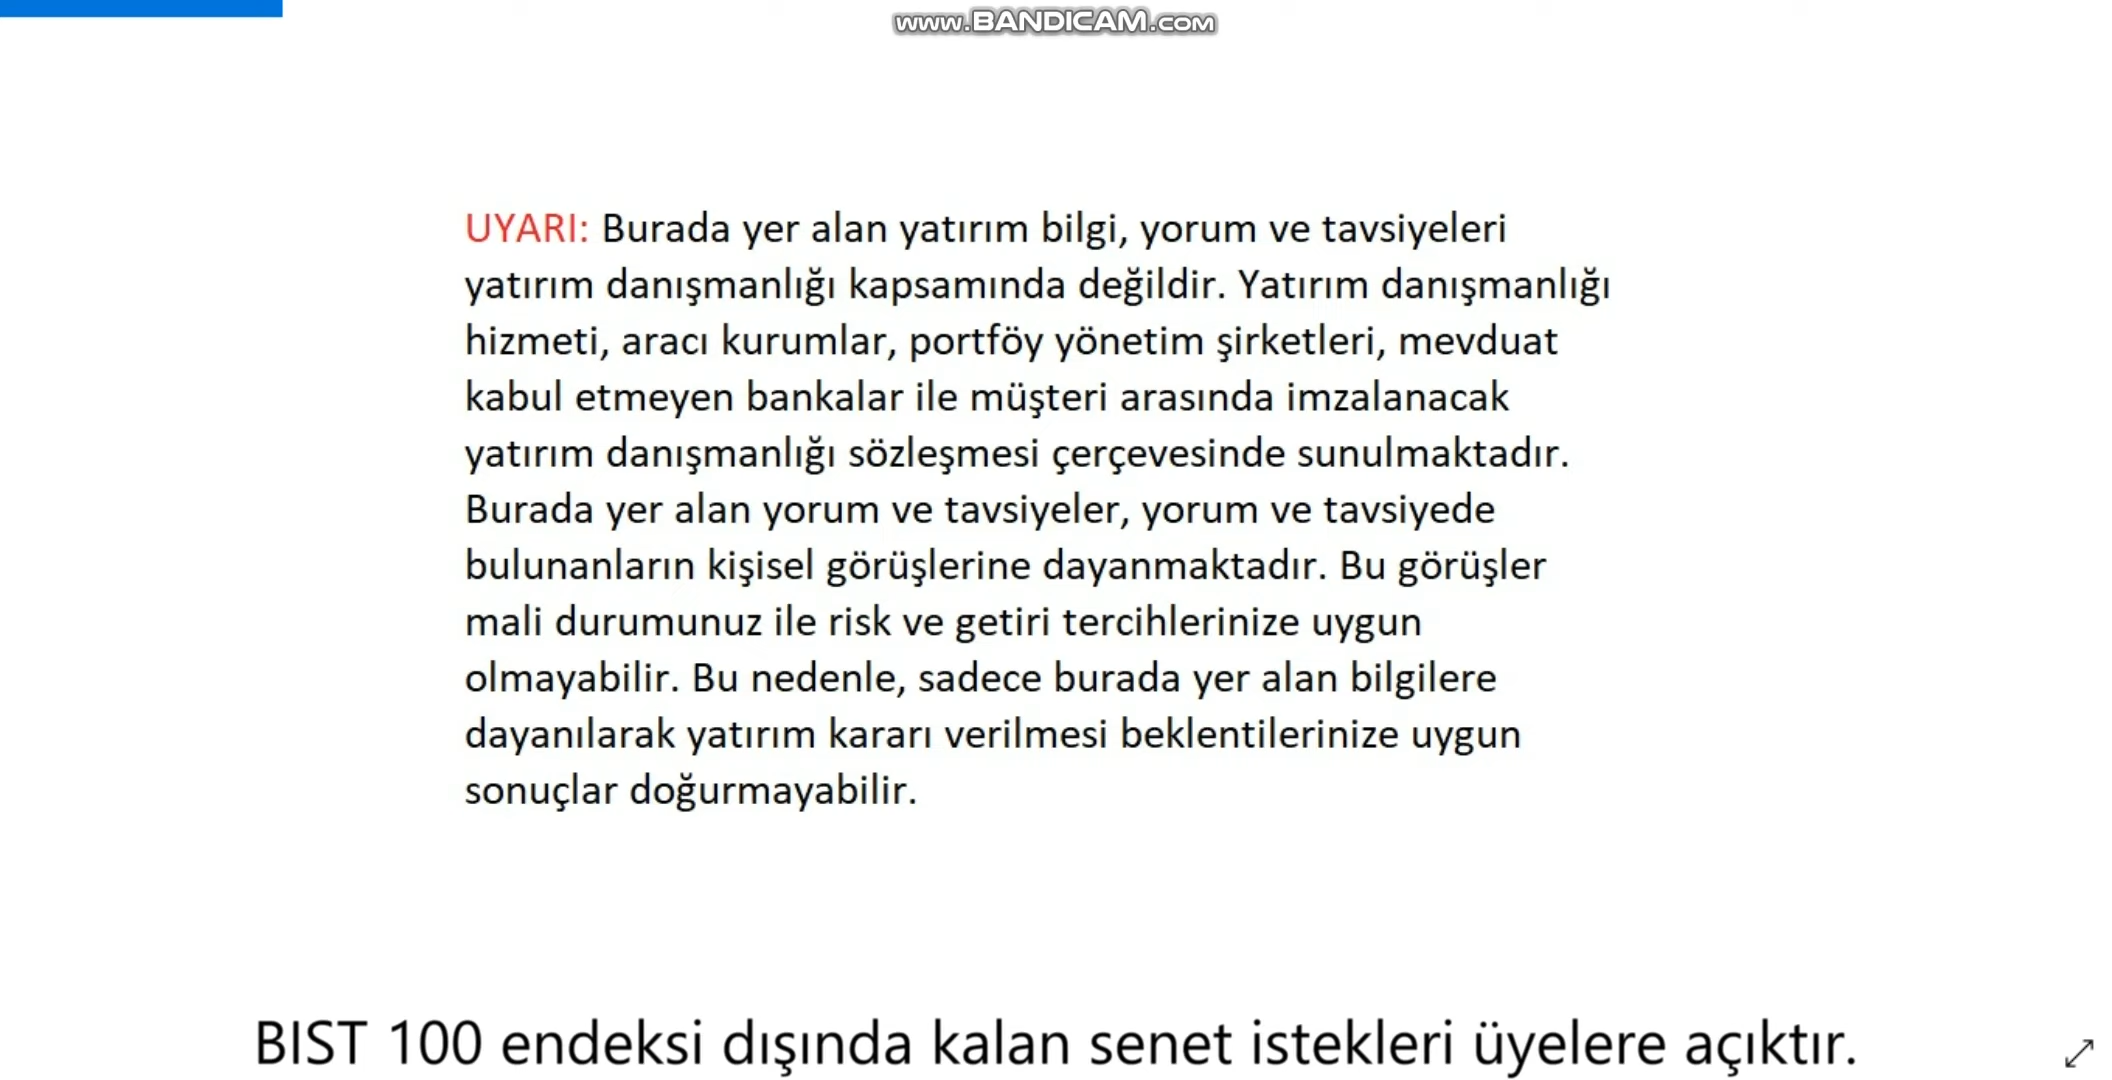 www.BANDICAM.com
UYARI: Burada yer alan yatırım bilgi, yorum ve tavsiyeleri
yatırım danışmanlığı kapsamında değildir. Yatırım danışmanlığı
hizmeti, aracı kurumlar, portföy yönetim şirketleri, mevduat
kabul etmeyen bankalar ile müşteri arasında imzalanacak
yatırım danışmanlığı sözleşmesi çerçevesinde sunulmaktadır.
Burada yer alan yorum ve tavsiyeler, yorum ve tavsiyede
bulunanların kişisel görüşlerine dayanmaktadır. Bu görüşler
mali durumunuz ile risk ve getiri tercihlerinize uygun
olmayabilir. Bu nedenle, sadece burada yer alan bilgilere
dayanılarak yatırım kararı verilmesi beklentilerinize uygun
sonuçlar doğurmayabilir.
BIST 100 endeksi dışında kalan senet istekleri üyelere açıktır.